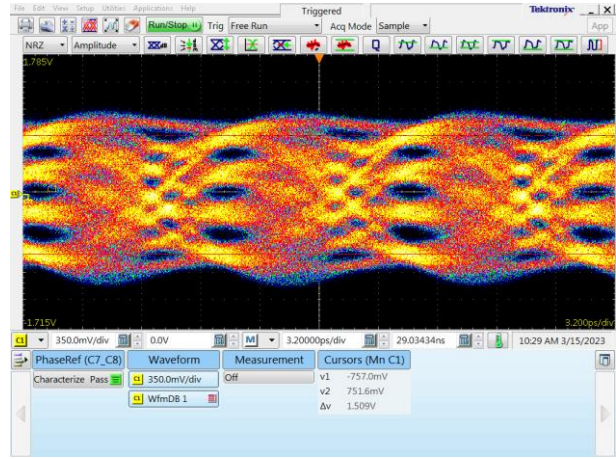 File Edit View Setup Utilities Applications Help Triggered Tektronix
Run/Stop Trig Free Run Acq Mode Sample App
NRZ Amplitude Q
1.785V
C1
-1.715V 3.200ps/div
C1 350.0mV/div 0.0V M 3.20000ps/div 29.03434ns 10:29 AM 3/15/2023
PhaseRef (C7_C8) Waveform Measurement Cursors (Mn C1)
Characterize Pass C1 350.0mV/div Off v1 -757.0mV
C1 WfmDB 1 v2 751.6mV
Δv 1.509V